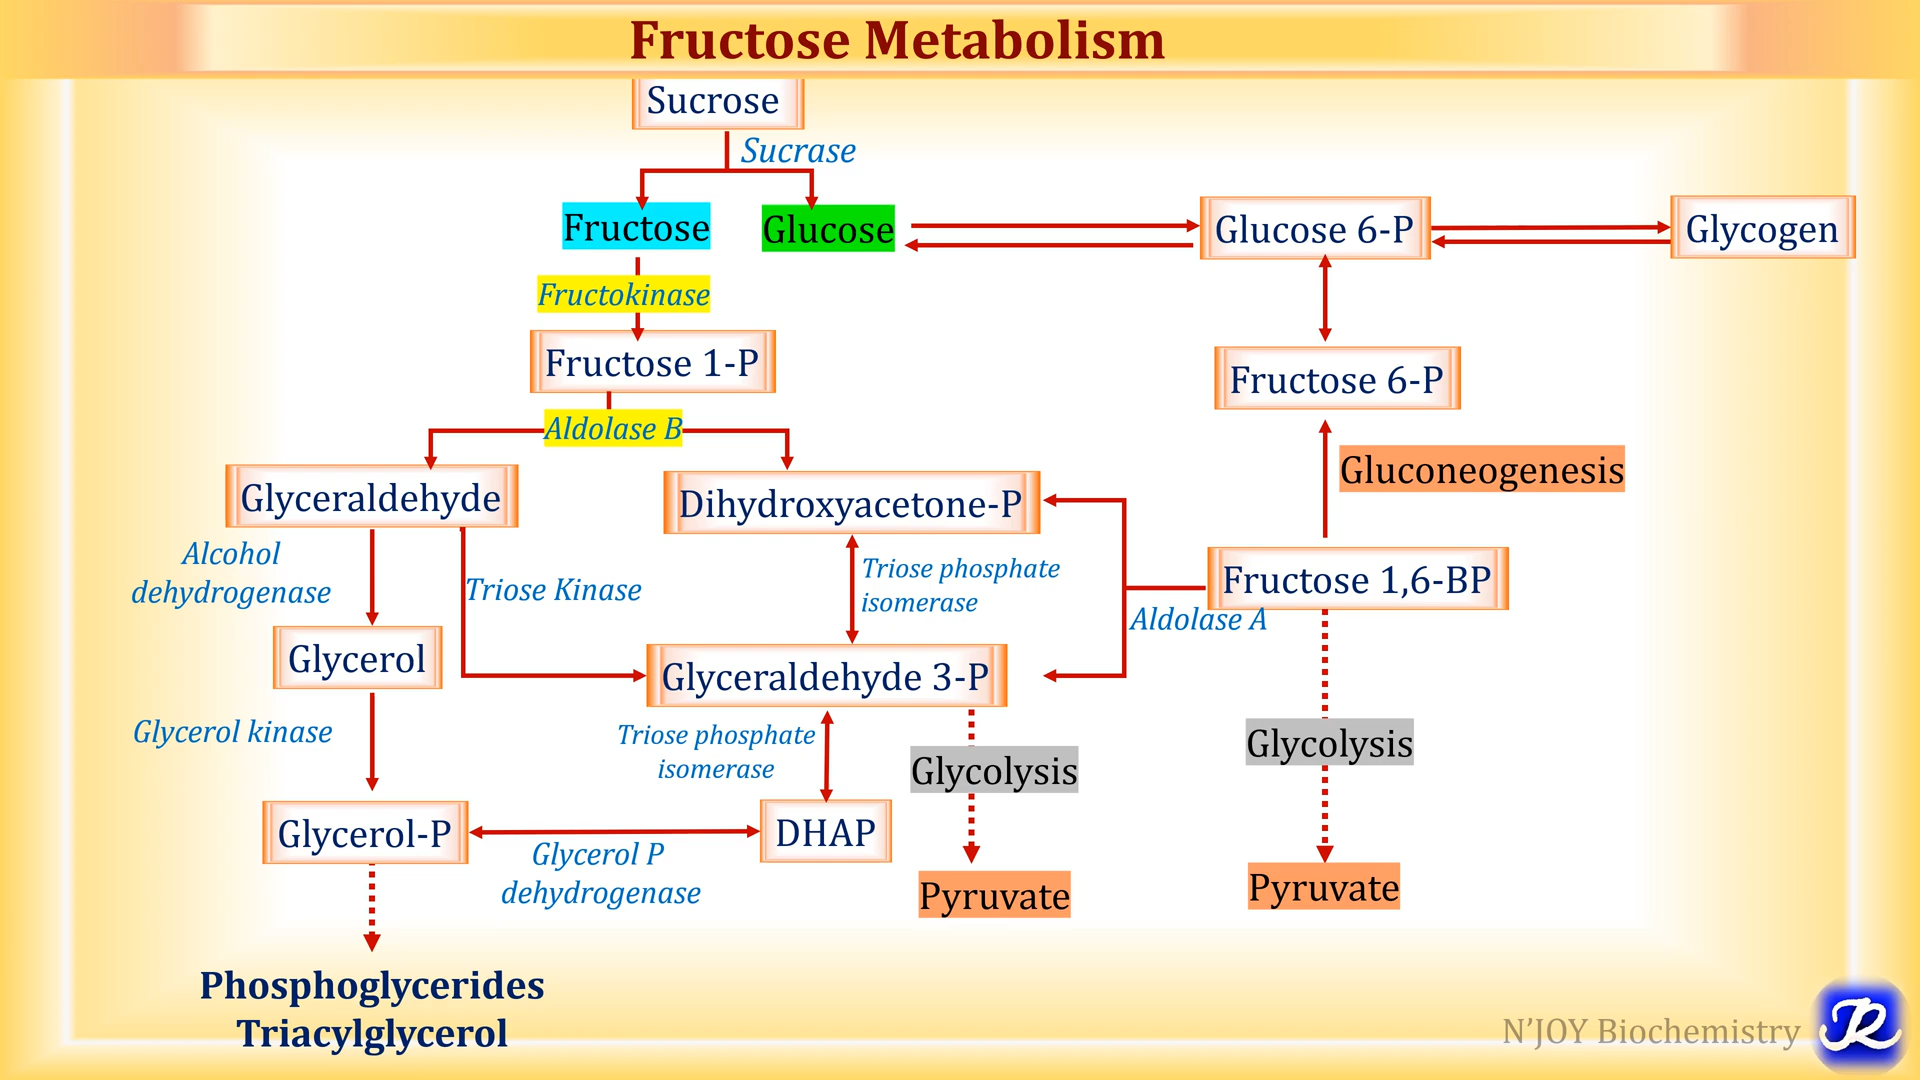 Fructose Metabolism
Sucrose
Sucrase
Fructose
Glucose
Glucose 6-P
Glycogen
Fructokinase
Fructose 1-P
Fructose 6-P
Aldolase B
Gluconeogenesis
Glyceraldehyde
Dihydroxyacetone-P
Alcohol
dehydrogenase
Triose Kinase
Triose phosphate
isomerase
Fructose 1,6-BP
Aldolase A
Glycerol
Glyceraldehyde 3-P
Glycerol kinase
Triose phosphate
isomerase
Glycolysis
Glycolysis
Glycerol-P
DHAP
Glycerol P
dehydrogenase
Pyruvate
Pyruvate
Phosphoglycerides
Triacylglycerol
N’JOY Biochemistry
R